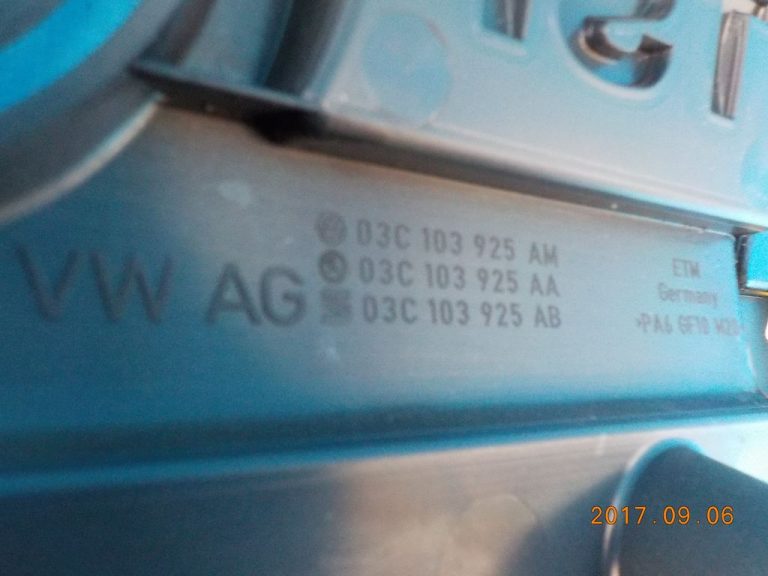 VW AG
03C 103 925 AM
03C 103 925 AA
03C 103 925 AB
ETM
Germany
>PA6 GF10 M20<
2017.09.06